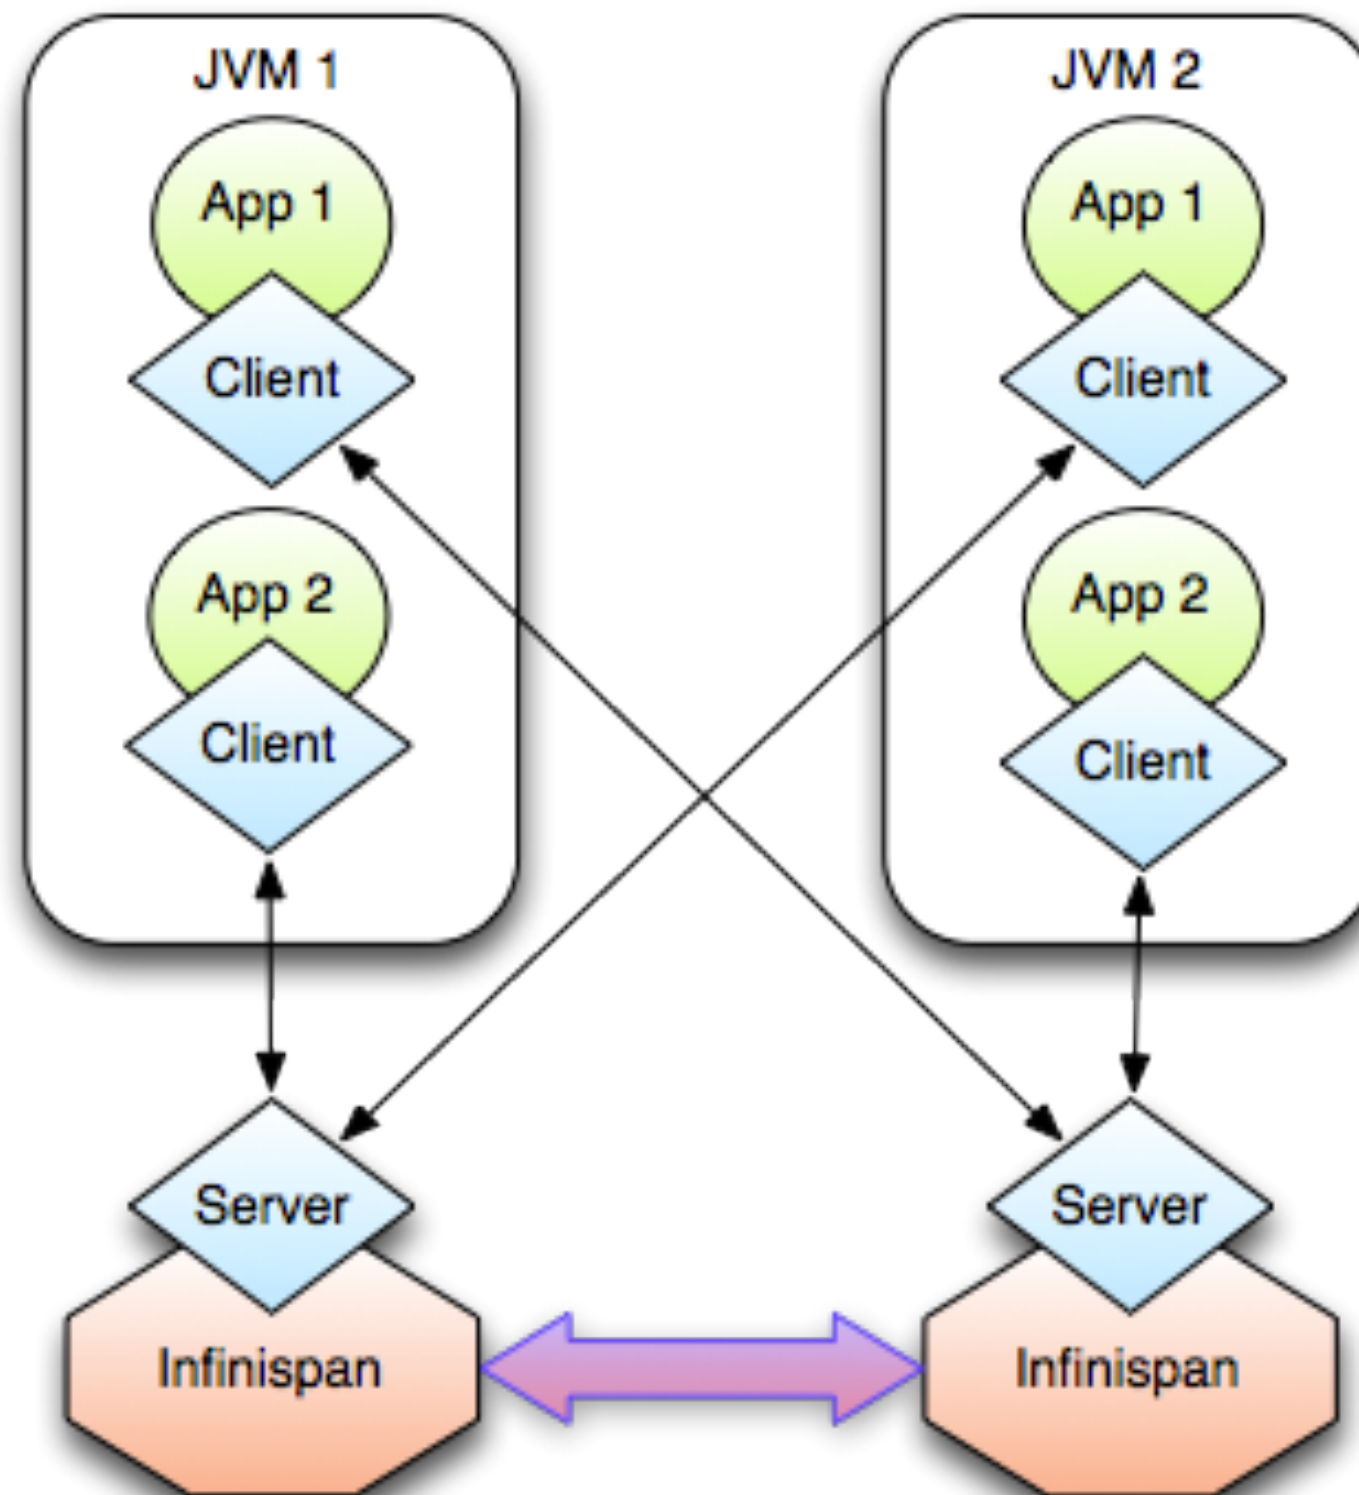 JVM 1
JVM 2
App 1
App 1
Client
Client
App 2
App 2
Client
Client
Server
Server
Infinispan
Infinispan